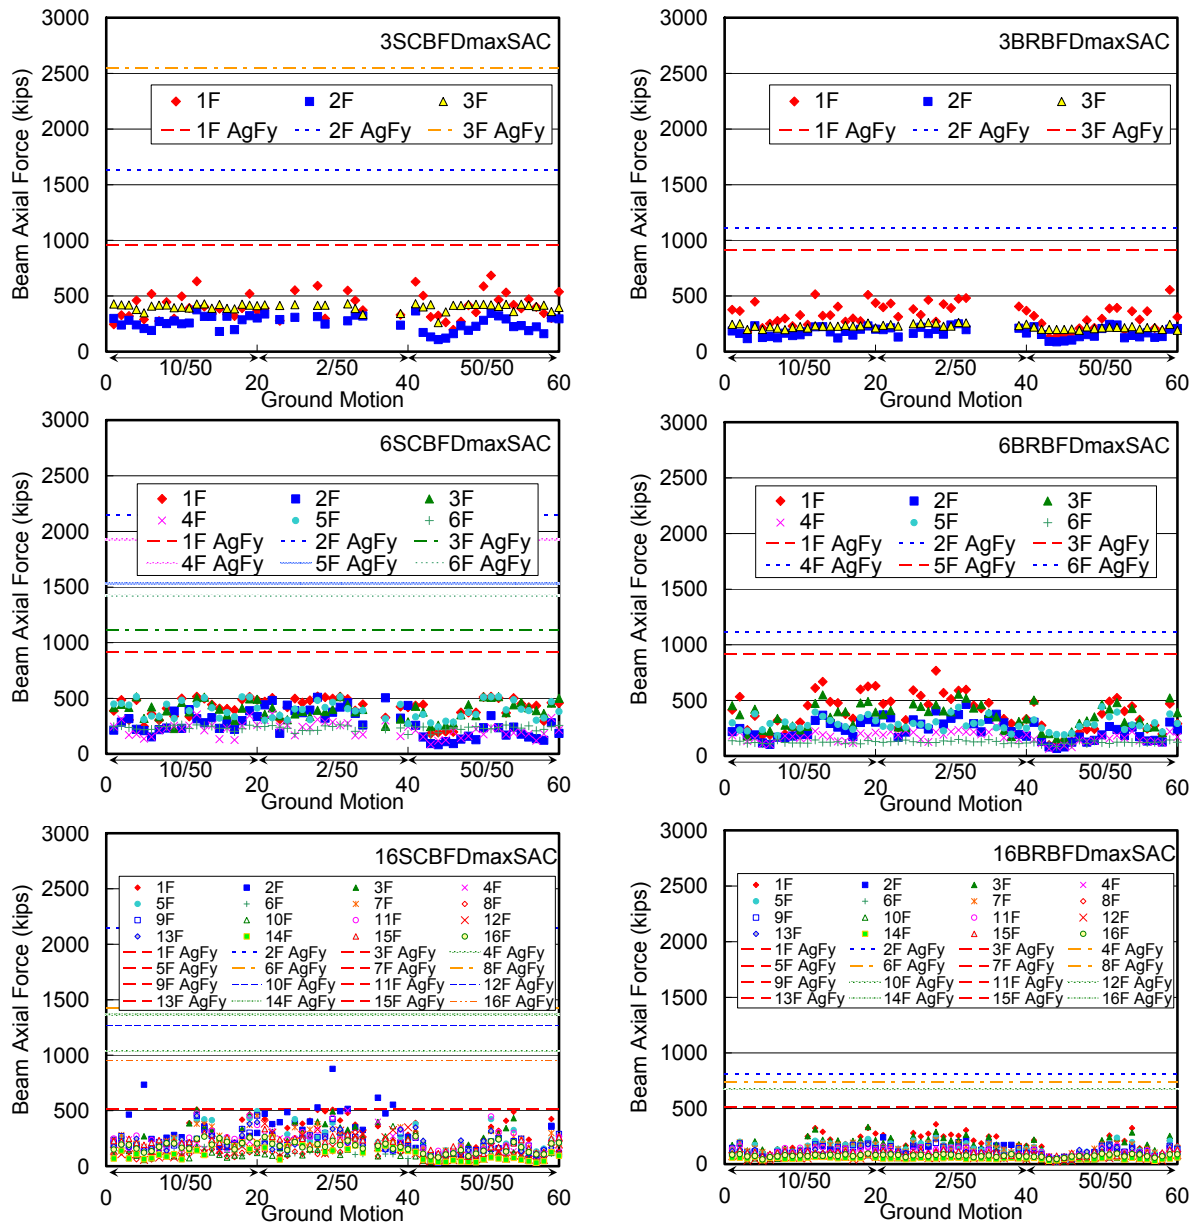 3SCBFDmaxSAC
Beam Axial Force (kips)
3000
2500
2000
1500
1000
500
0
1F 2F 3F
1F AgFy 2F AgFy 3F AgFy
10/50 2/50 50/50
0 20 40 60
Ground Motion
3BRBFDmaxSAC
Beam Axial Force (kips)
3000
2500
2000
1500
1000
500
0
1F 2F 3F
1F AgFy 2F AgFy 3F AgFy
10/50 2/50 50/50
0 20 40 60
Ground Motion
6SCBFDmaxSAC
Beam Axial Force (kips)
3000
2500
2000
1500
1000
500
0
1F 2F 3F
4F 5F 6F
1F AgFy 2F AgFy 3F AgFy
4F AgFy 5F AgFy 6F AgFy
10/50 2/50 50/50
0 20 40 60
Ground Motion
6BRBFDmaxSAC
Beam Axial Force (kips)
3000
2500
2000
1500
1000
500
0
1F 2F 3F
4F 5F 6F
1F AgFy 2F AgFy 3F AgFy
4F AgFy 5F AgFy 6F AgFy
10/50 2/50 50/50
0 20 40 60
Ground Motion
16SCBFDmaxSAC
Beam Axial Force (kips)
3000
2500
2000
1500
1000
500
0
1F 2F 3F 4F
5F 6F 7F 8F
9F 10F 11F 12F
13F 14F 15F 16F
1F AgFy 2F AgFy 3F AgFy 4F AgFy
5F AgFy 6F AgFy 7F AgFy 8F AgFy
9F AgFy 10F AgFy 11F AgFy 12F AgFy
13F AgFy 14F AgFy 15F AgFy 16F AgFy
10/50 2/50 50/50
0 20 40 60
Ground Motion
16BRBFDmaxSAC
Beam Axial Force (kips)
3000
2500
2000
1500
1000
500
0
1F 2F 3F 4F
5F 6F 7F 8F
9F 10F 11F 12F
13F 14F 15F 16F
1F AgFy 2F AgFy 3F AgFy 4F AgFy
5F AgFy 6F AgFy 7F AgFy 8F AgFy
9F AgFy 10F AgFy 11F AgFy 12F AgFy
13F AgFy 14F AgFy 15F AgFy 16F AgFy
10/50 2/50 50/50
0 20 40 60
Ground Motion